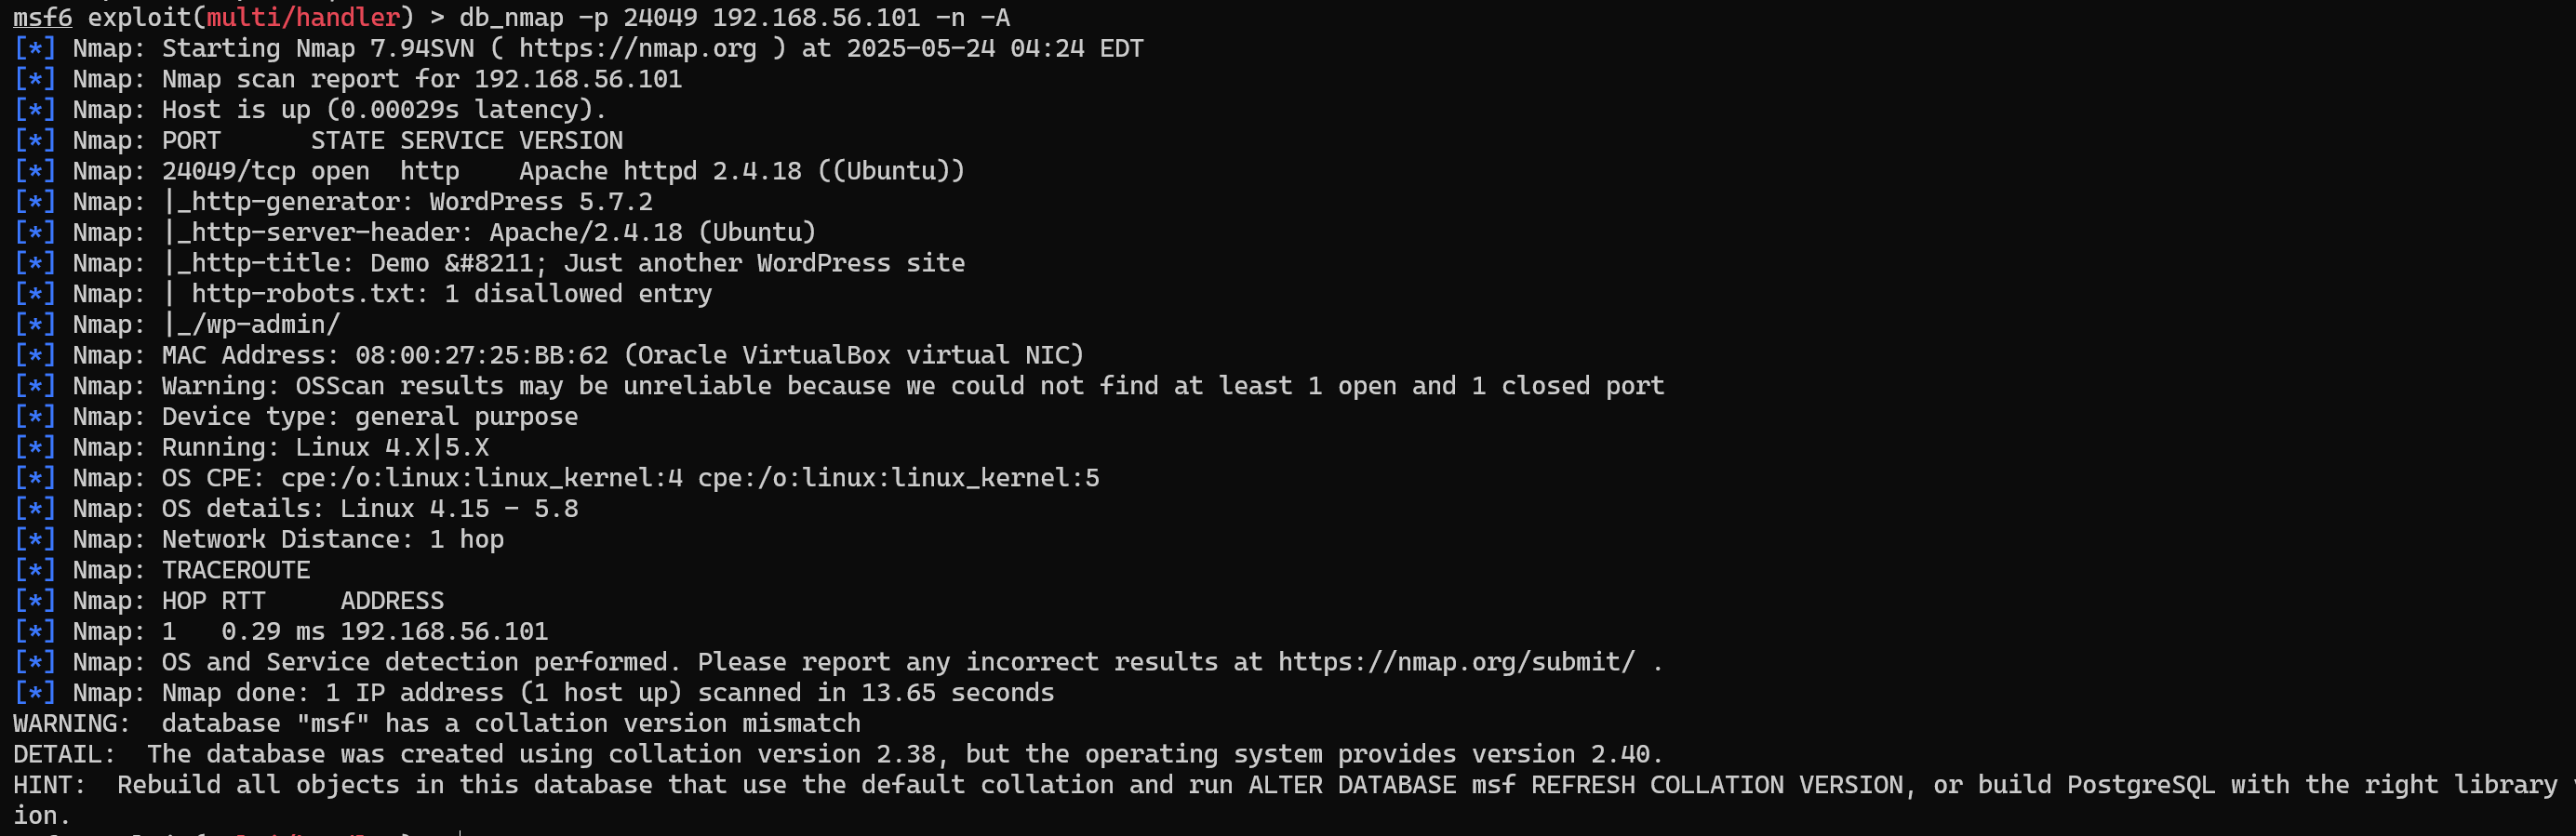 msf6 exploit(multi/handler) > db_nmap -p 24049 192.168.56.101 -n -A
[*] Nmap: Starting Nmap 7.94SVN ( https://nmap.org ) at 2025-05-24 04:24 EDT
[*] Nmap: Nmap scan report for 192.168.56.101
[*] Nmap: Host is up (0.00029s latency).
[*] Nmap: PORT      STATE SERVICE VERSION
[*] Nmap: 24049/tcp open  http    Apache httpd 2.4.18 ((Ubuntu))
[*] Nmap: |_http-generator: WordPress 5.7.2
[*] Nmap: |_http-server-header: Apache/2.4.18 (Ubuntu)
[*] Nmap: |_http-title: Demo &#8211; Just another WordPress site
[*] Nmap: | http-robots.txt: 1 disallowed entry
[*] Nmap: |_/wp-admin/
[*] Nmap: MAC Address: 08:00:27:25:BB:62 (Oracle VirtualBox virtual NIC)
[*] Nmap: Warning: OSScan results may be unreliable because we could not find at least 1 open and 1 closed port
[*] Nmap: Device type: general purpose
[*] Nmap: Running: Linux 4.X|5.X
[*] Nmap: OS CPE: cpe:/o:linux:linux_kernel:4 cpe:/o:linux:linux_kernel:5
[*] Nmap: OS details: Linux 4.15 - 5.8
[*] Nmap: Network Distance: 1 hop
[*] Nmap: TRACEROUTE
[*] Nmap: HOP RTT     ADDRESS
[*] Nmap: 1   0.29 ms 192.168.56.101
[*] Nmap: OS and Service detection performed. Please report any incorrect results at https://nmap.org/submit/ .
[*] Nmap: Nmap done: 1 IP address (1 host up) scanned in 13.65 seconds
WARNING:  database "msf" has a collation version mismatch
DETAIL:  The database was created using collation version 2.38, but the operating system provides version 2.40.
HINT:  Rebuild all objects in this database that use the default collation and run ALTER DATABASE msf REFRESH COLLATION VERSION, or build PostgreSQL with the right library
ion.